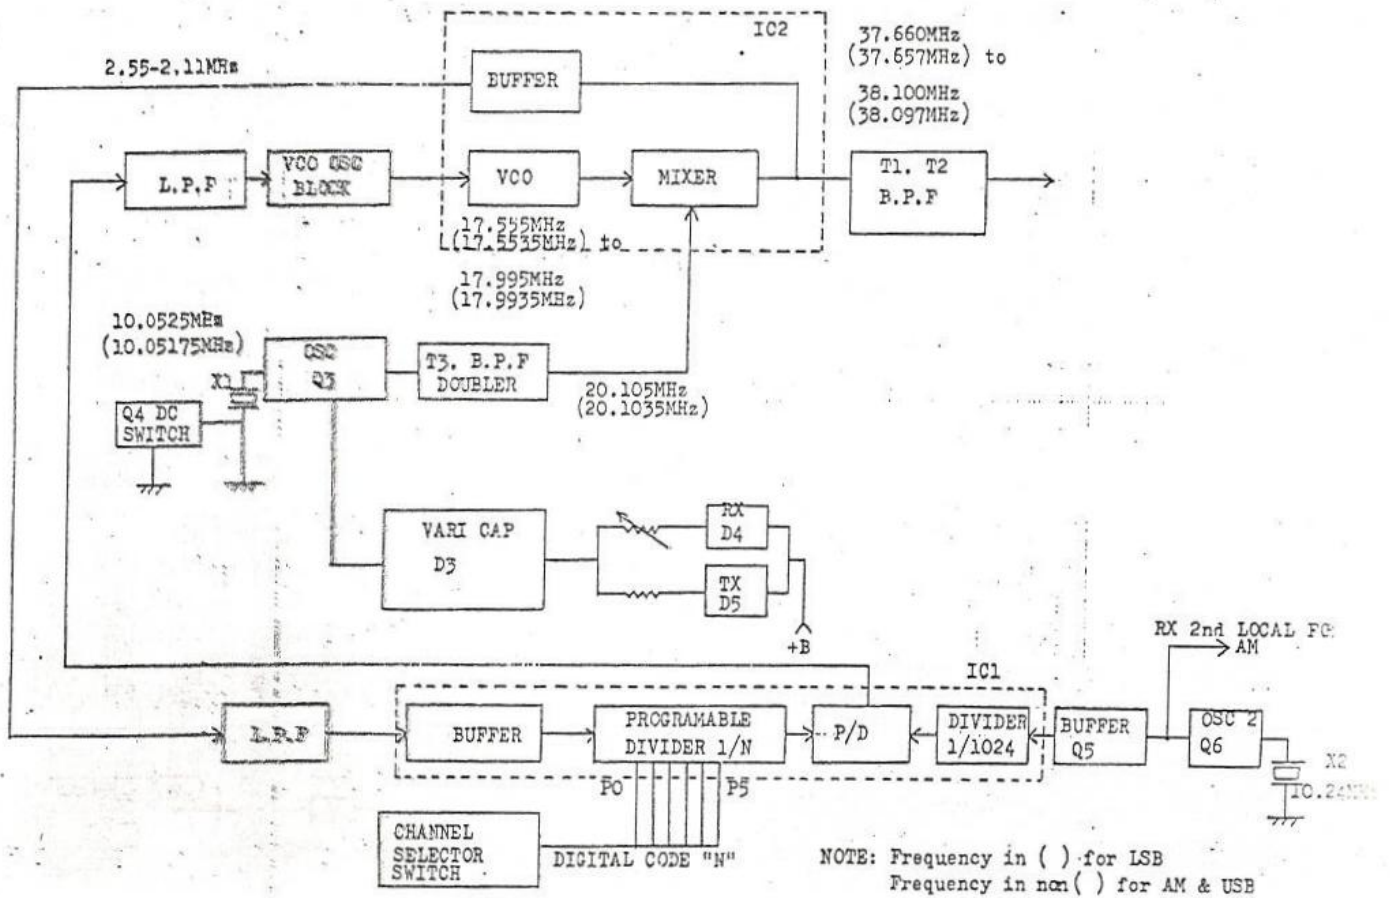 IC2
37.660MHz
(37.657MHz) to
38.100MHz
(38.097MHz)
2.55-2.11MHz
BUFFER
L.P.F
VCO OSC
BLOCK
VCO
MIXER
T1. T2
B.P.F
17.555MHz
(17.5535MHz) to
17.995MHz
(17.9935MHz)
10.0525MHz
(10.05175MHz)
X1
OSC
Q3
T3. B.P.F
DOUBLER
20.105MHz
(20.1035MHz)
Q4 DC
SWITCH
VARI CAP
D3
RX
D4
TX
D5
+B
RX 2nd LOCAL
AM
IC1
L.P.F
BUFFER
PROGRAMABLE
DIVIDER 1/N
P/D
DIVIDER
1/1024
BUFFER
Q5
OSC 2
Q6
X2
P0
P5
CHANNEL
SELECTOR
SWITCH
DIGITAL CODE "N"
NOTE: Frequency in ( ) for LSB
Frequency in non( ) for AM & USB